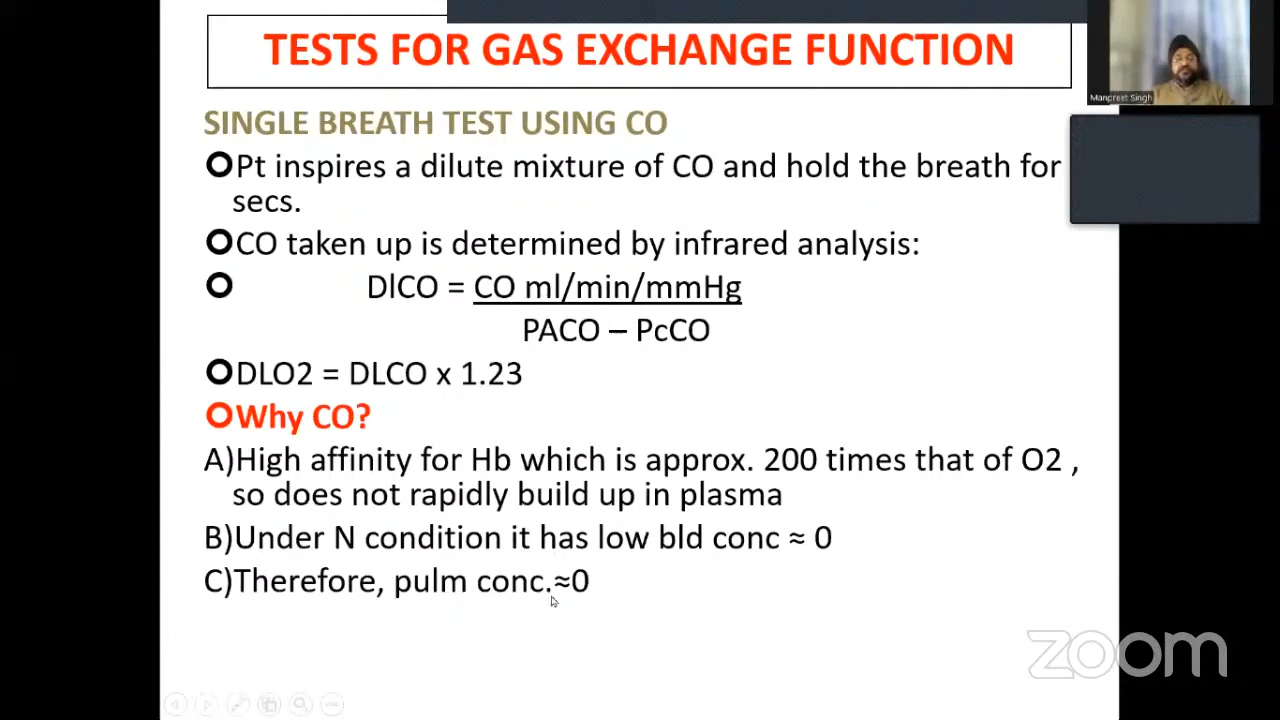 TESTS FOR GAS EXCHANGE FUNCTION
Manpreet Singh
SINGLE BREATH TEST USING CO
Pt inspires a dilute mixture of CO and hold the breath for
secs.
CO taken up is determined by infrared analysis:
DlCO = CO ml/min/mmHg
PACO – PcCO
DLO2 = DLCO x 1.23
Why CO?
A)High affinity for Hb which is approx. 200 times that of O2 ,
so does not rapidly build up in plasma
B)Under N condition it has low bld conc ≈ 0
C)Therefore, pulm conc.≈0
zoom